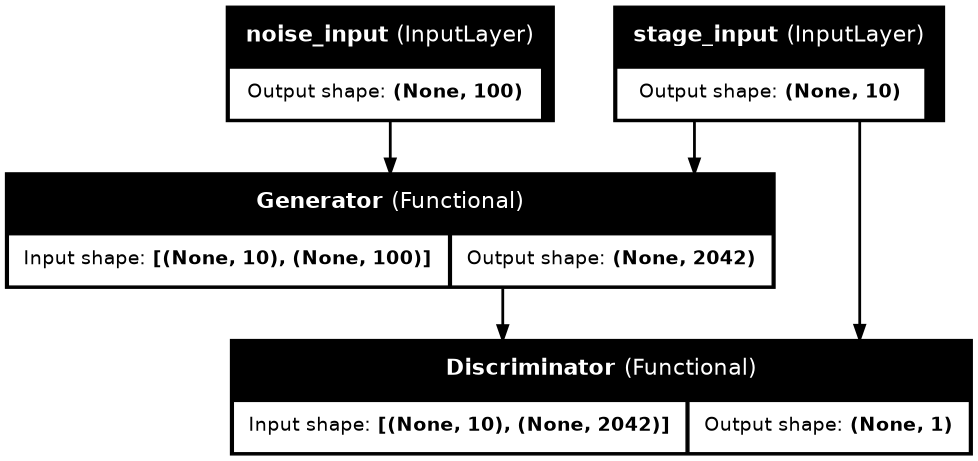 noise_input (InputLayer)
Output shape: (None, 100)
stage_input (InputLayer)
Output shape: (None, 10)
Generator (Functional)
Input shape: [(None, 10), (None, 100)]
Output shape: (None, 2042)
Discriminator (Functional)
Input shape: [(None, 10), (None, 2042)]
Output shape: (None, 1)